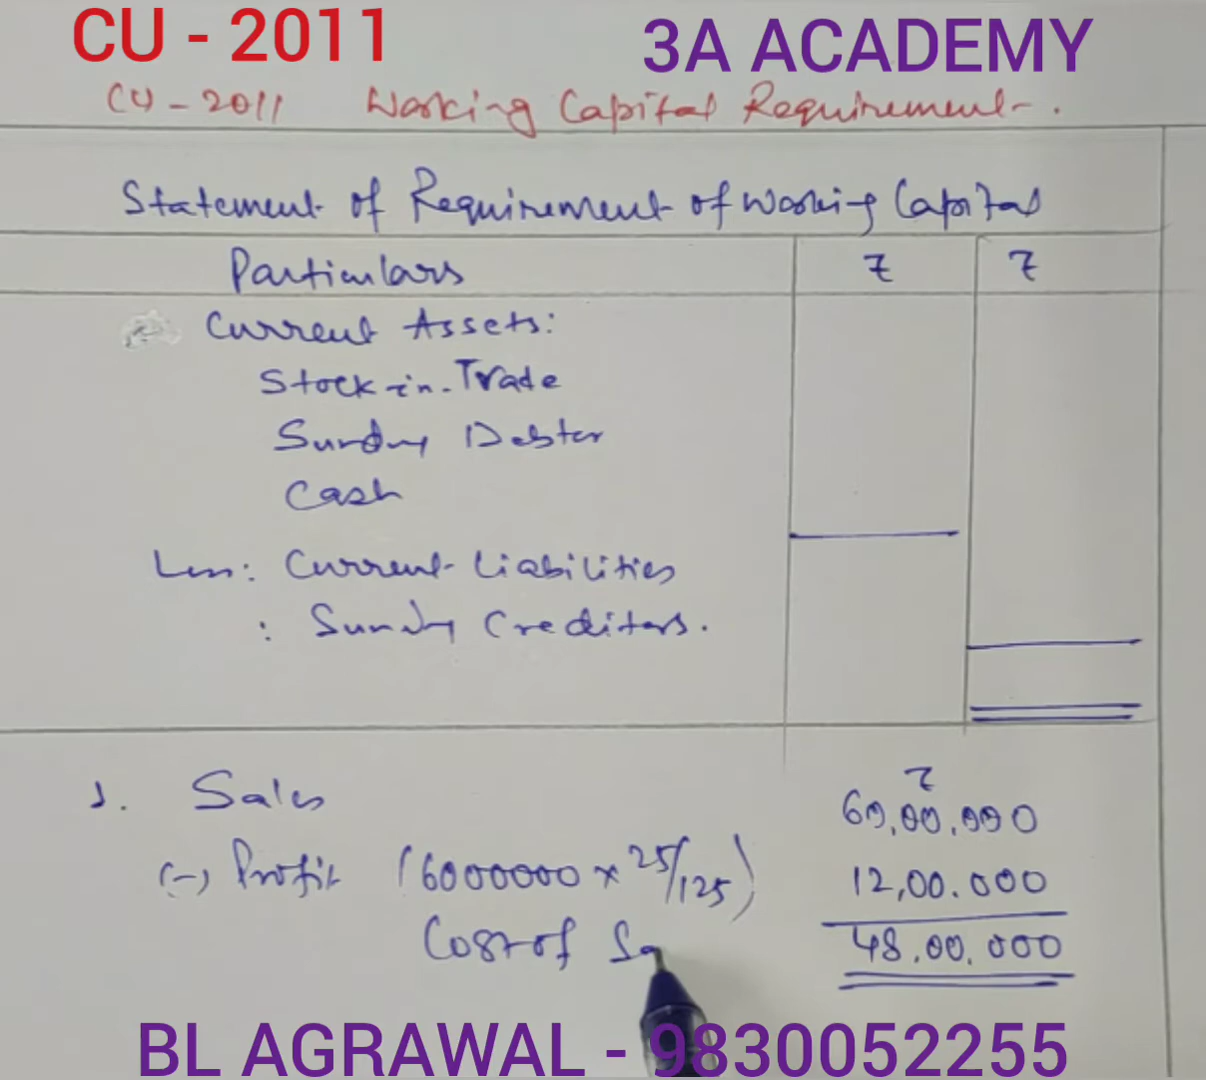 CU - 2011 3A ACADEMY
CU - 2011 Working Capital Requirement.
Statement of Requirement of Working Capital
Particulars ₹ ₹
Current Assets:
Stock-in-Trade
Sundry Debtor
Cash
Less: Current Liabilities
: Sundry Creditors.
₹
1. Sales 60,00,000
(-) Profit (6000000 x 25/125) 12,00,000
Cost of Sa 48,00,000
BL AGRAWAL - 9830052255